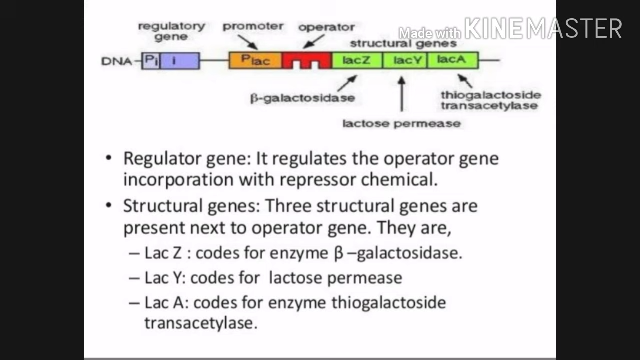 Made with KINEMASTER
regulatory gene
promoter
operator
structural genes
DNA
Pi
I
Plac
lacZ
lacY
lacA
β-galactosidase
thiogalactoside
transacetylase
lactose permease
• Regulator gene: It regulates the operator gene
incorporation with repressor chemical.
• Structural genes: Three structural genes are
present next to operator gene. They are,
– Lac Z : codes for enzyme β –galactosidase.
– Lac Y: codes for lactose permease
– Lac A: codes for enzyme thiogalactoside
transacetylase.